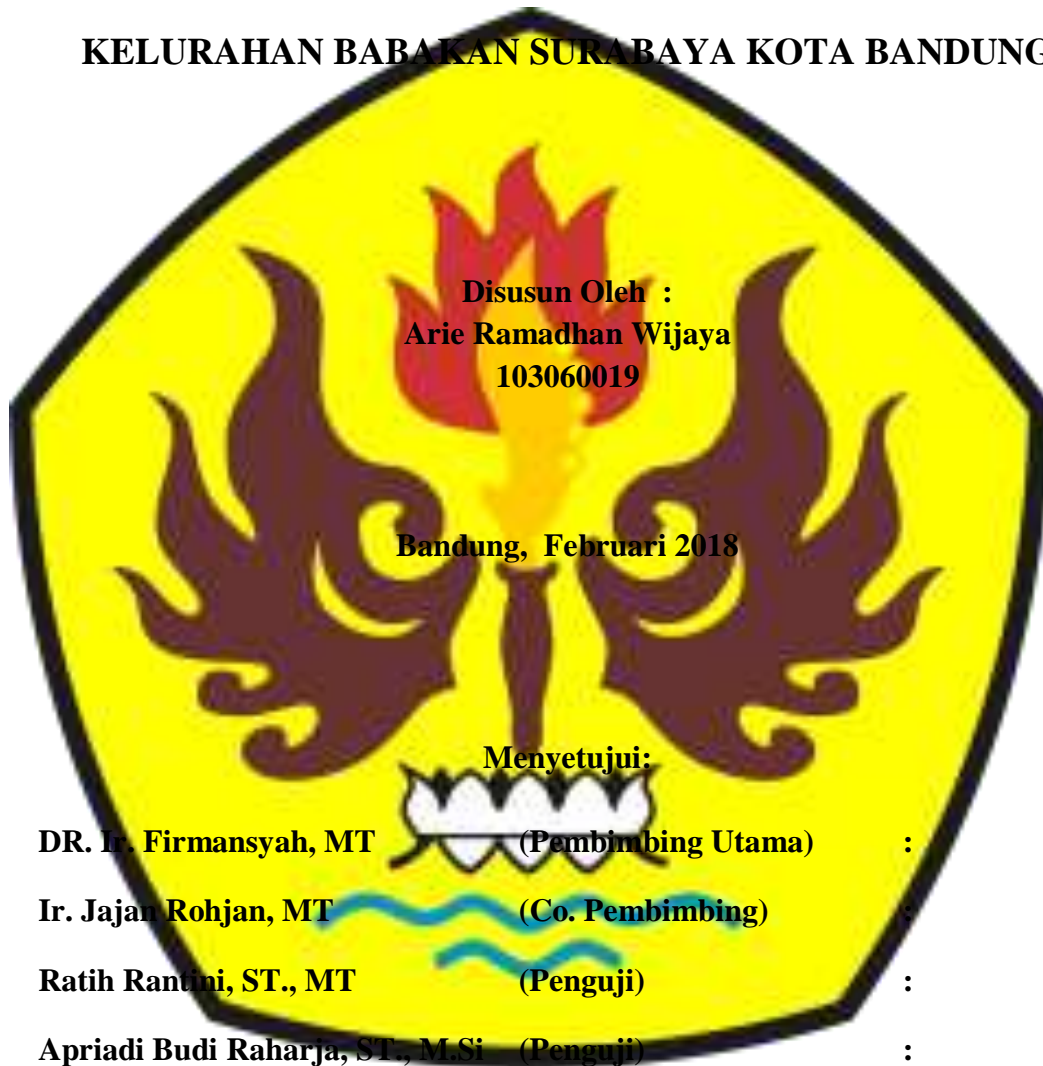 KELURAHAN BABAKAN SURABAYA KOTA BANDUNG
Disusun Oleh :
Arie Ramadhan Wijaya
103060019
Bandung, Februari 2018
Menyetujui:
DR. Ir. Firmansyah, MT (Pembimbing Utama) :
Ir. Jajan Rohjan, MT (Co. Pembimbing) :
Ratih Rantini, ST., MT (Penguji) :
Apriadi Budi Raharja, ST., M.Si (Penguji) :